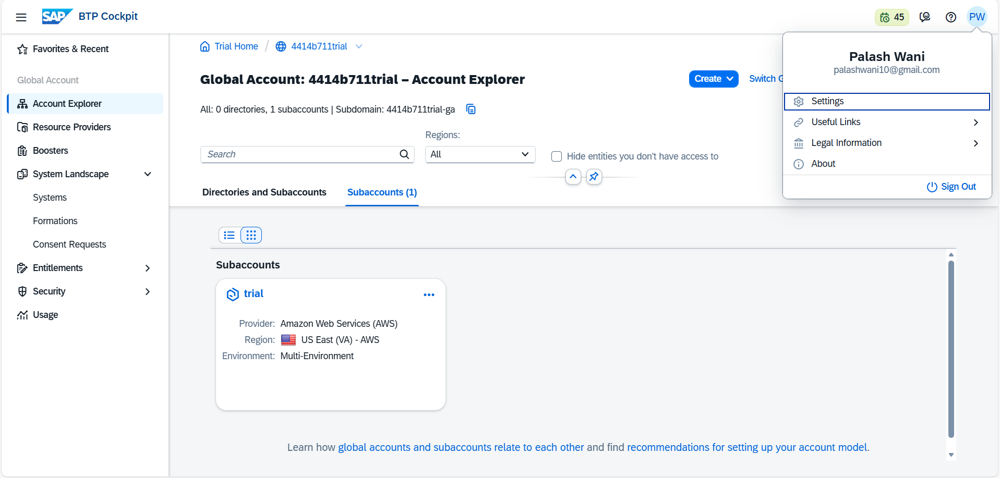 SAP BTP Cockpit
45
PW
Favorites & Recent
Global Account
Account Explorer
Resource Providers
Boosters
System Landscape
Systems
Formations
Consent Requests
Entitlements
Security
Usage
Trial Home / 4414b711trial
Global Account: 4414b711trial – Account Explorer
Create
Switch G
All: 0 directories, 1 subaccounts | Subdomain: 4414b711trial-ga
Regions:
Search
All
Hide entities you don't have access to
Directories and Subaccounts
Subaccounts (1)
Palash Wani
palashwani10@gmail.com
Settings
Useful Links
Legal Information
About
Sign Out
Subaccounts
trial
Provider: Amazon Web Services (AWS)
Region: US East (VA) - AWS
Environment: Multi-Environment
Learn how global accounts and subaccounts relate to each other and find recommendations for setting up your account model.